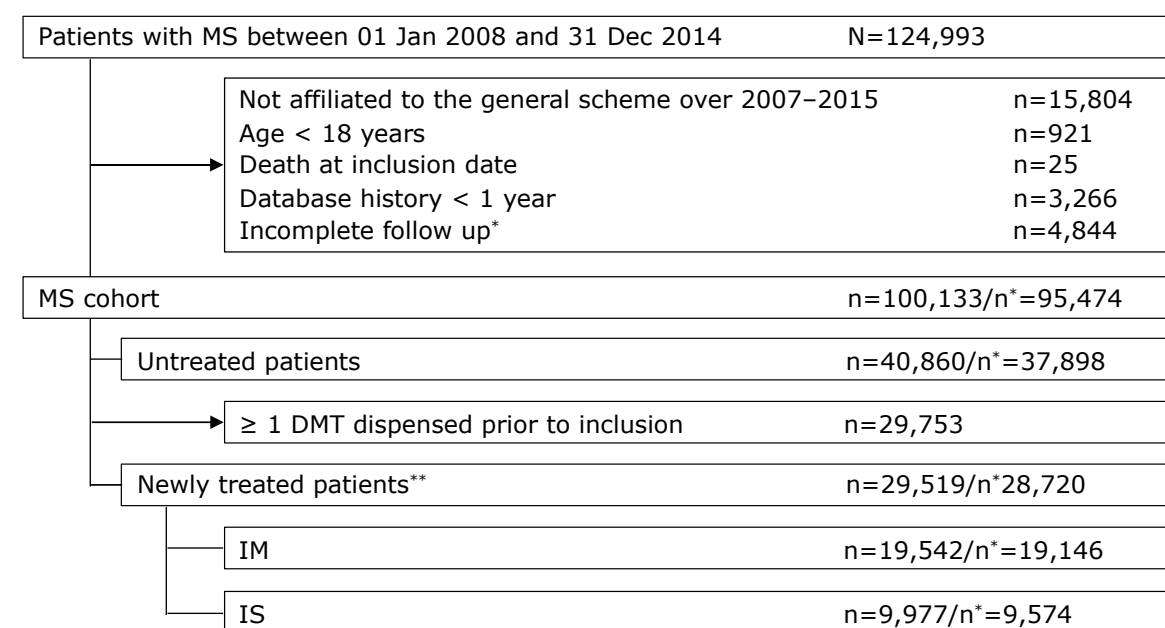 Patients with MS between 01 Jan 2008 and 31 Dec 2014 N=124,993
Not affiliated to the general scheme over 2007–2015 n=15,804
Age < 18 years n=921
Death at inclusion date n=25
Database history < 1 year n=3,266
Incomplete follow up* n=4,844
MS cohort n=100,133/n*=95,474
Untreated patients n=40,860/n*=37,898
≥ 1 DMT dispensed prior to inclusion n=29,753
Newly treated patients** n=29,519/n*28,720
IM n=19,542/n*=19,146
IS n=9,977/n*=9,574